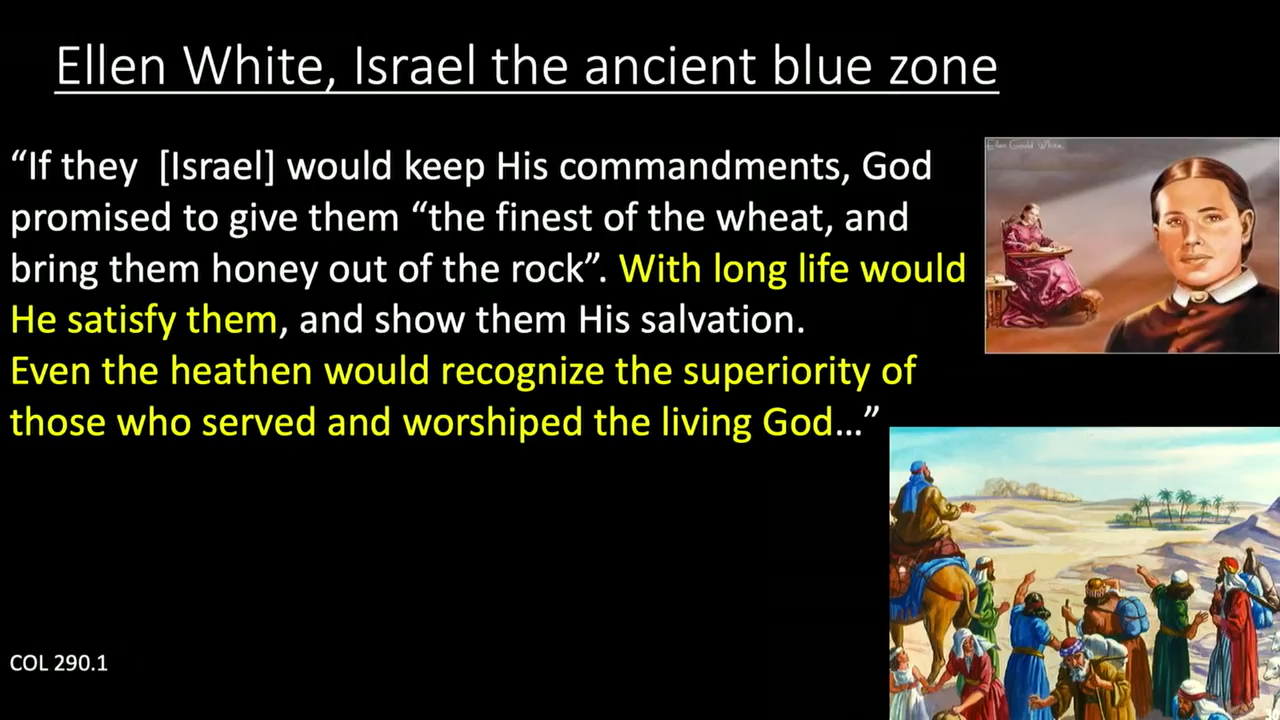 Ellen White, Israel the ancient blue zone
“If they  [Israel] would keep His commandments, God
promised to give them “the finest of the wheat, and
bring them honey out of the rock”. With long life would
He satisfy them, and show them His salvation.
Even the heathen would recognize the superiority of
those who served and worshiped the living God…”
Ellen Gould White.
COL 290.1